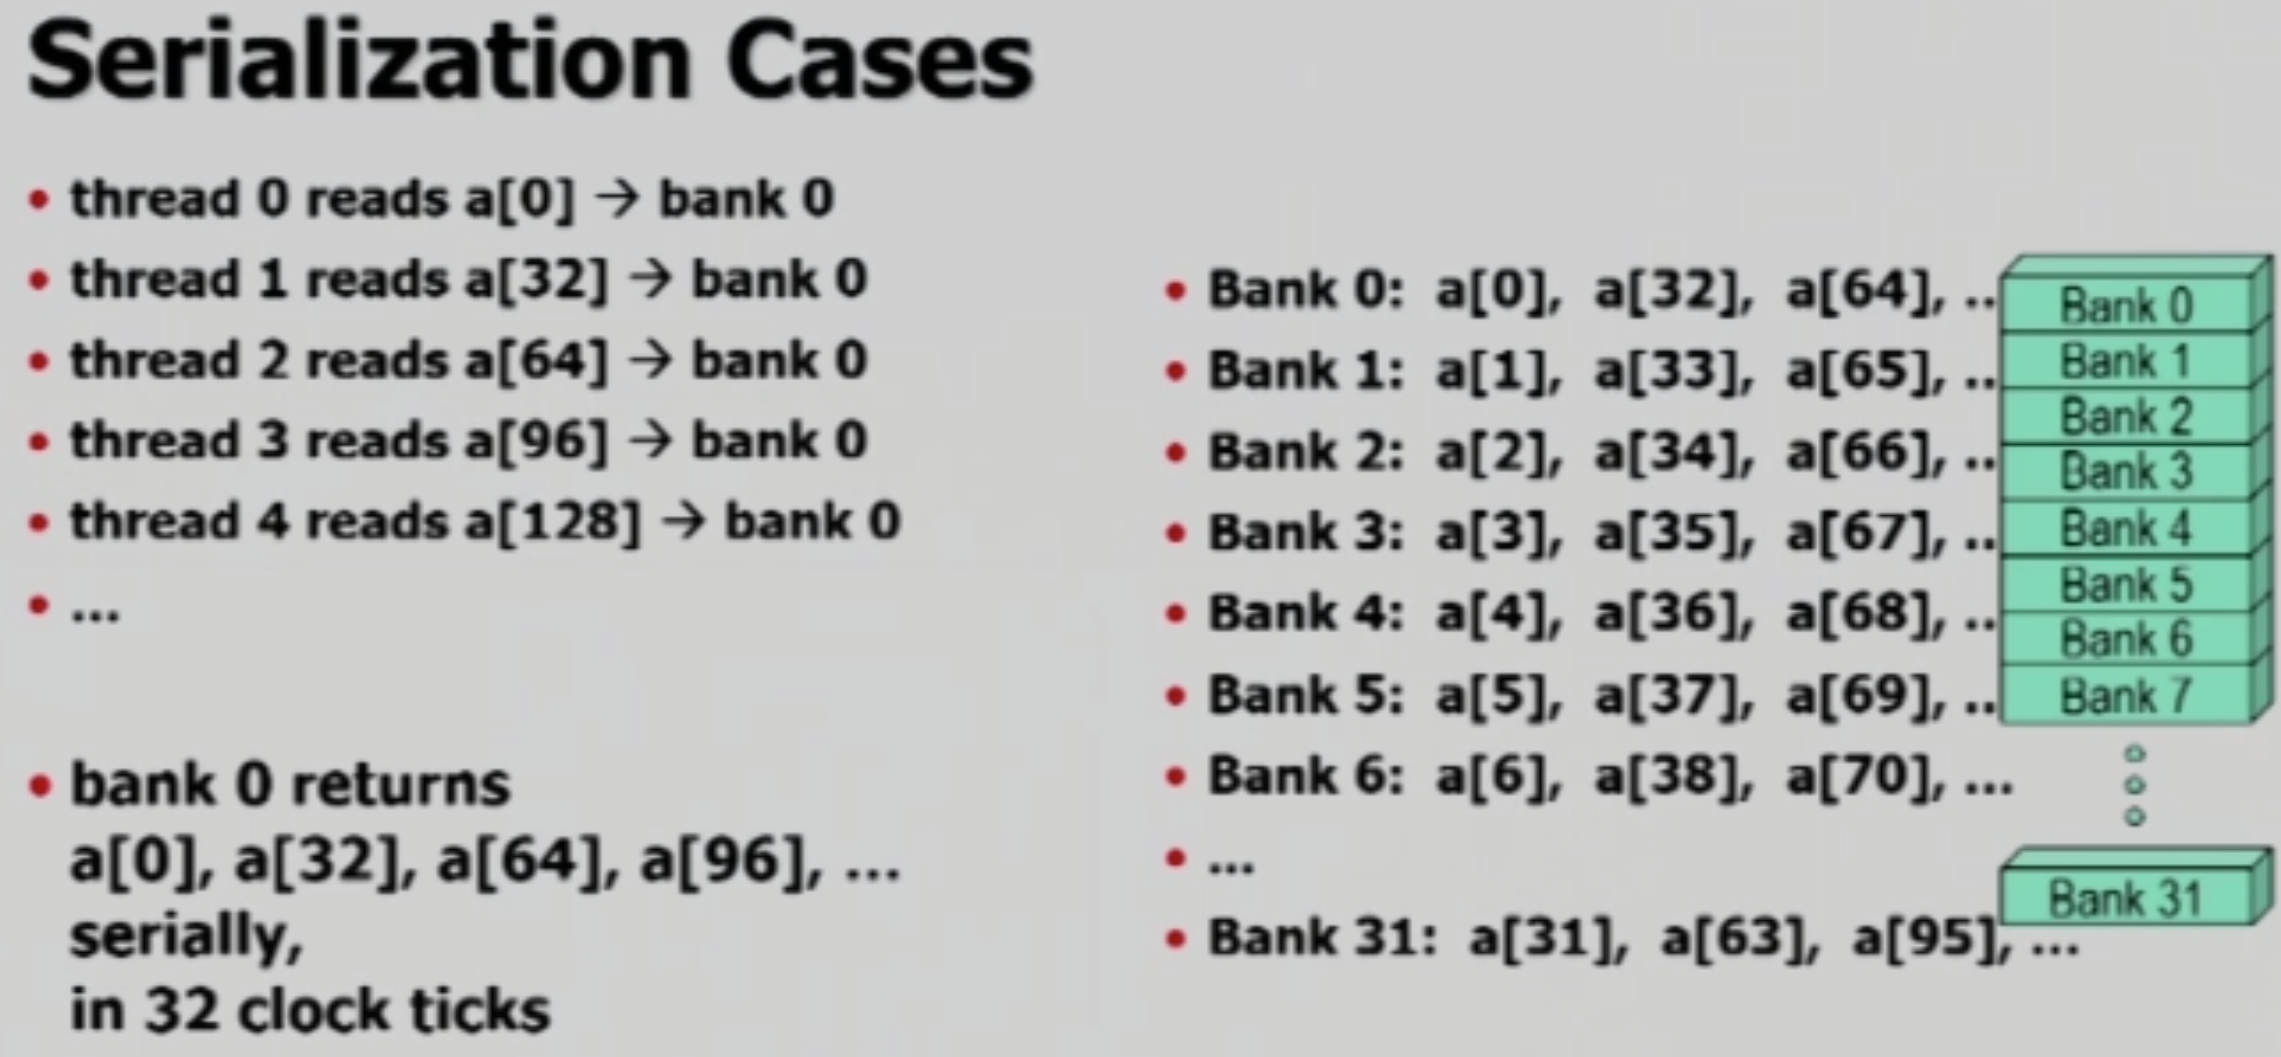 Serialization Cases
• thread 0 reads a[0] → bank 0
• thread 1 reads a[32] → bank 0
• thread 2 reads a[64] → bank 0
• thread 3 reads a[96] → bank 0
• thread 4 reads a[128] → bank 0
• ...
• bank 0 returns
a[0], a[32], a[64], a[96], ...
serially,
in 32 clock ticks
• Bank 0: a[0], a[32], a[64], ..
• Bank 1: a[1], a[33], a[65], ..
• Bank 2: a[2], a[34], a[66], ..
• Bank 3: a[3], a[35], a[67], ..
• Bank 4: a[4], a[36], a[68], ..
• Bank 5: a[5], a[37], a[69], ..
• Bank 6: a[6], a[38], a[70], ...
• ...
• Bank 31: a[31], a[63], a[95], ...
Bank 0
Bank 1
Bank 2
Bank 3
Bank 4
Bank 5
Bank 6
Bank 7
Bank 31